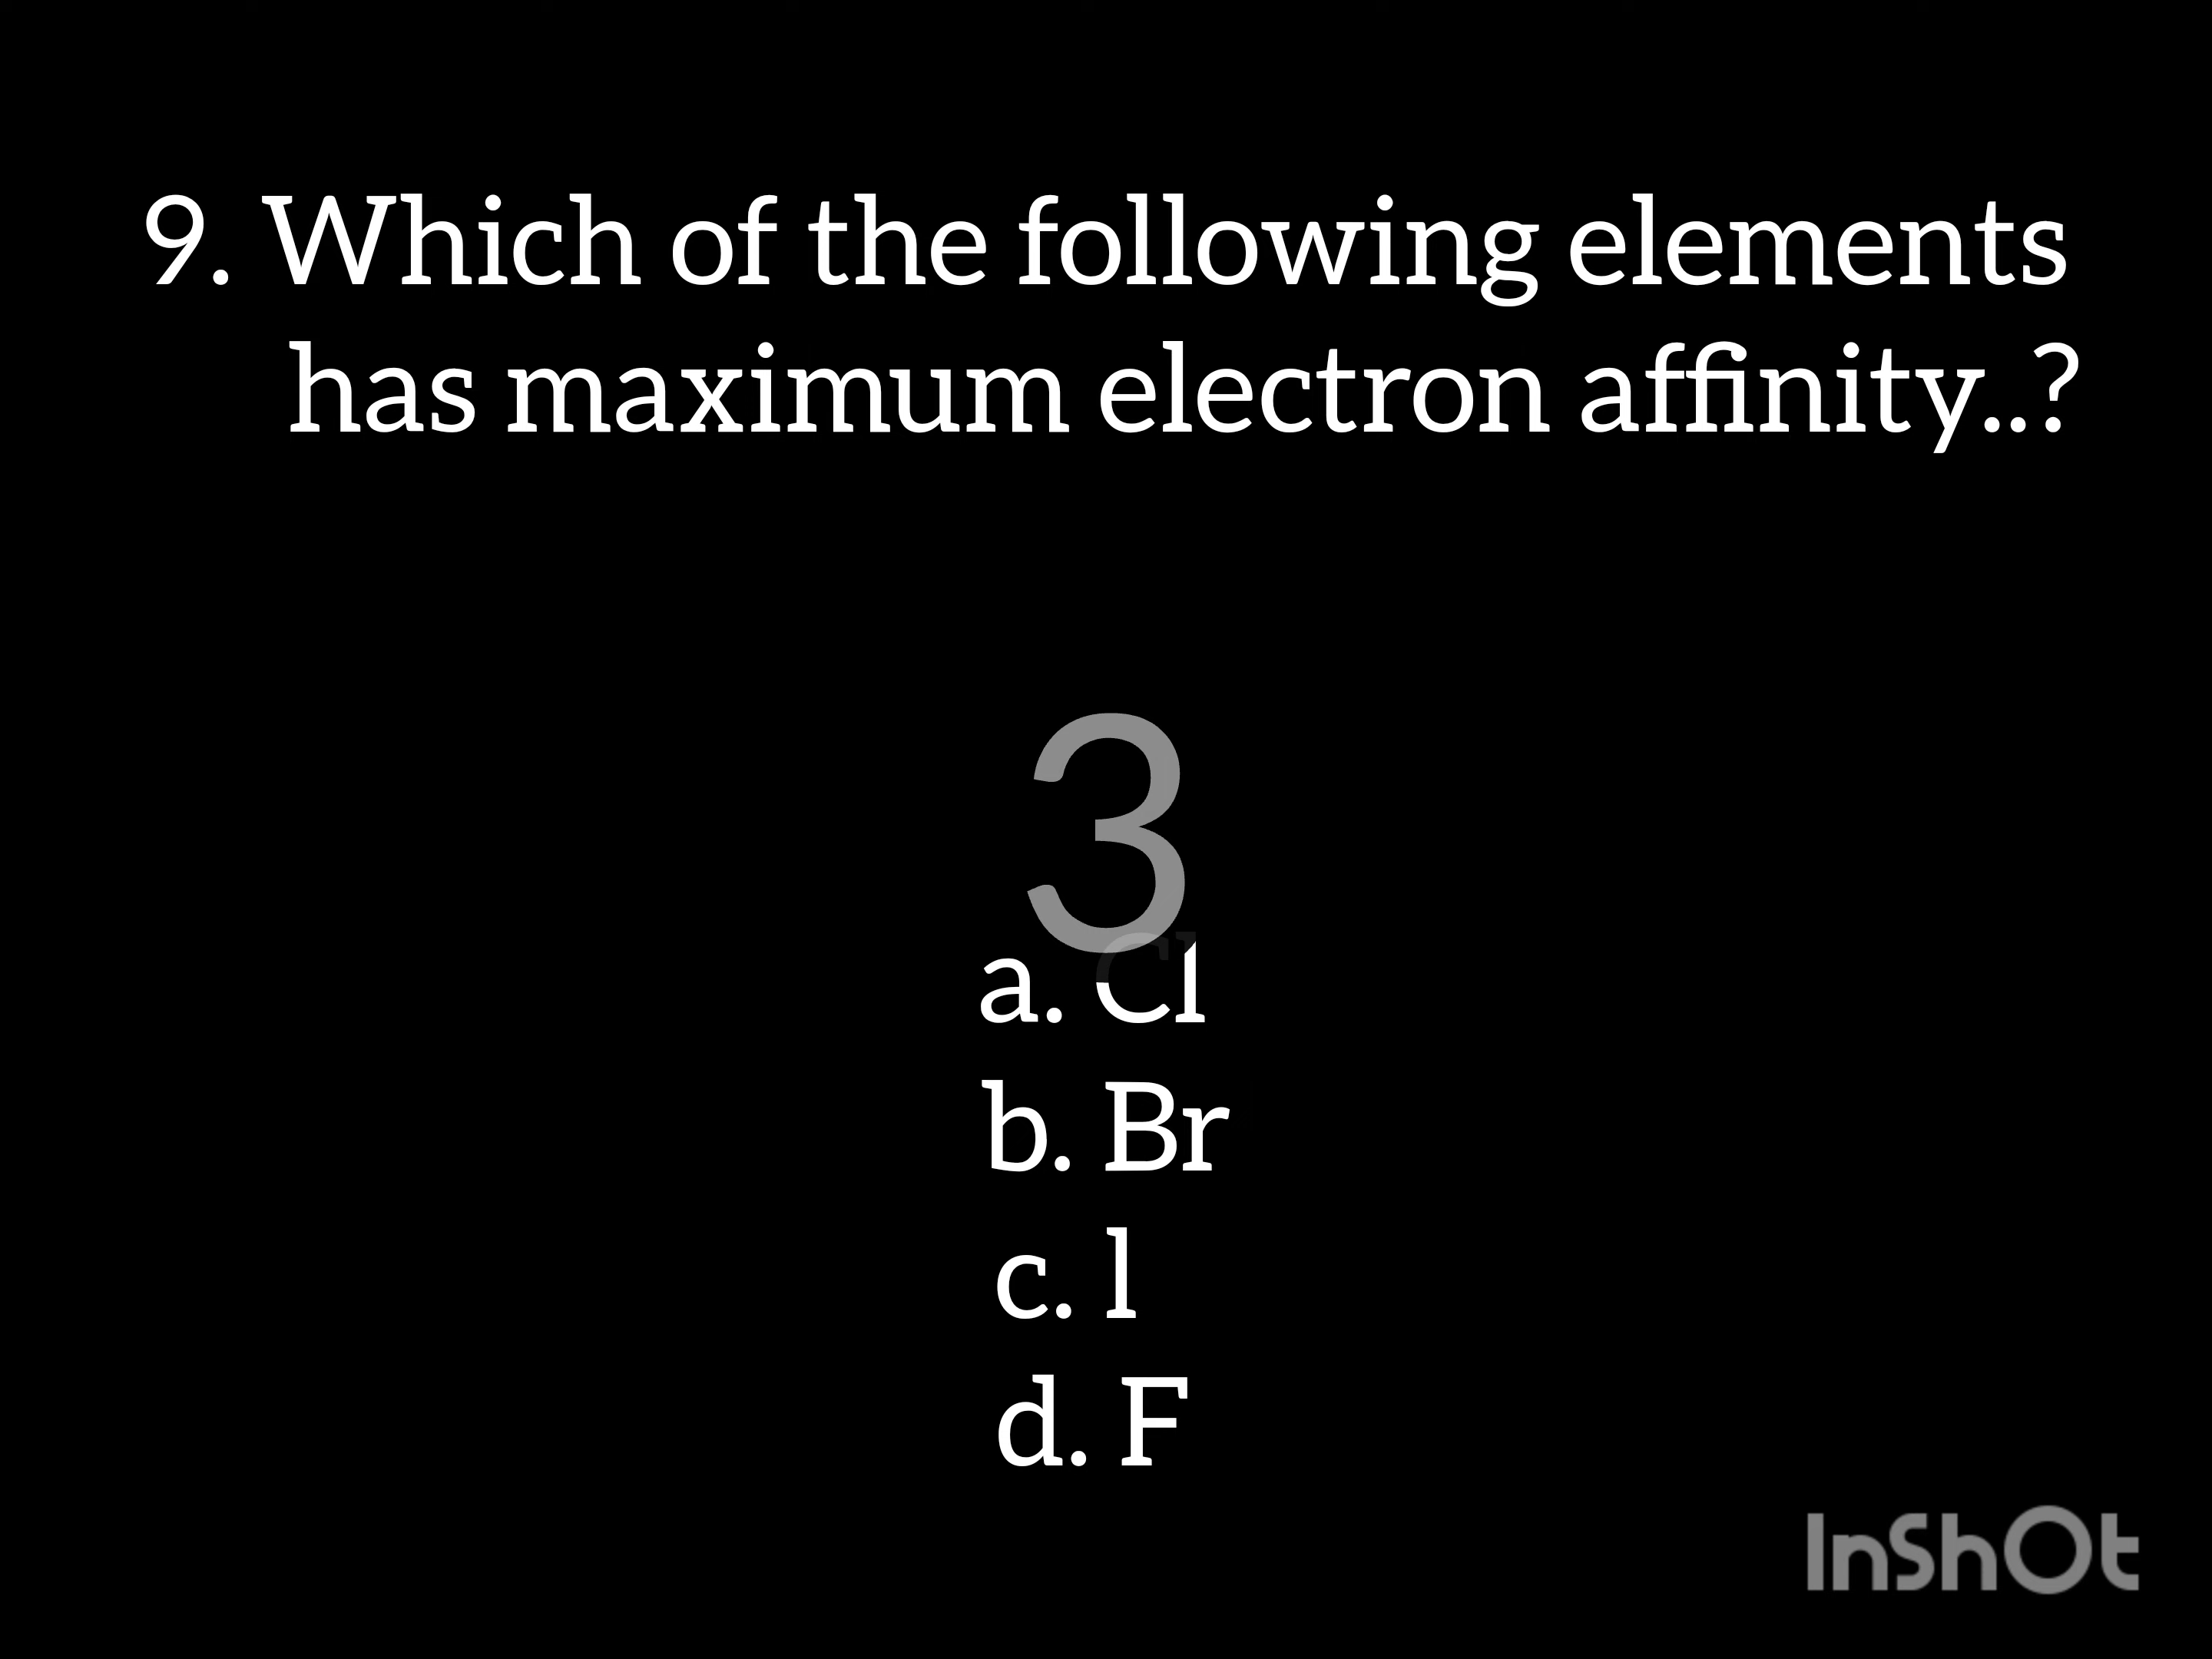 9. Which of the following elements
has maximum electron affinity...?
3
a. Cl
b. Br
c. l
d. F
InShOt